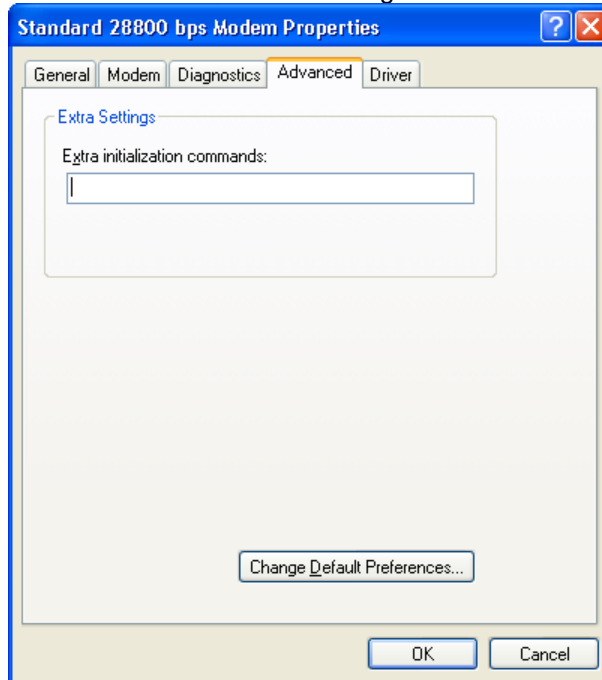 Standard 28800 bps Modem Properties
General Modem Diagnostics Advanced Driver
Extra Settings
Extra initialization commands:
Change Default Preferences...
OK Cancel